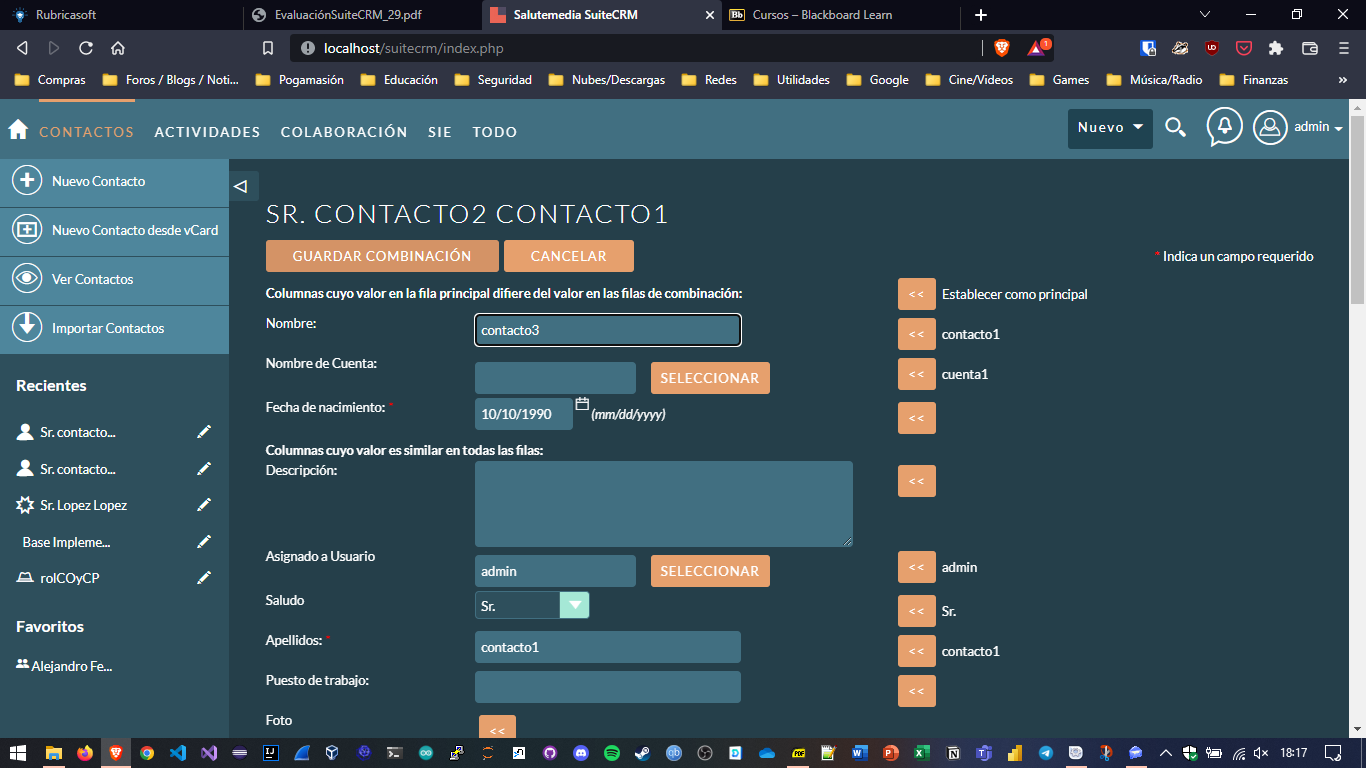 Rubricasoft
EvaluaciónSuiteCRM_29.pdf
Salutemedia SuiteCRM
Bb Cursos – Blackboard Learn
localhost/suitecrm/index.php
1
Compras
Foros / Blogs / Noti...
Pogamasión
Educación
Seguridad
Nubes/Descargas
Redes
Utilidades
Google
Cine/Videos
Games
Música/Radio
Finanzas
CONTACTOS ACTIVIDADES COLABORACIÓN SIE TODO
Nuevo
admin
Nuevo Contacto
Nuevo Contacto desde vCard
Ver Contactos
Importar Contactos
Recientes
Sr. contacto...
Sr. contacto...
Sr. Lopez Lopez
Base Impleme...
rolCOyCP
Favoritos
Alejandro Fe...
SR. CONTACTO2 CONTACTO1
GUARDAR COMBINACIÓN CANCELAR
* Indica un campo requerido
Columnas cuyo valor en la fila principal difiere del valor en las filas de combinación: << Establecer como principal
Nombre: contacto3 << contacto1
Nombre de Cuenta: SELECCIONAR << cuenta1
Fecha de nacimiento: * 10/10/1990 (mm/dd/yyyy) <<
Columnas cuyo valor es similar en todas las filas:
Descripción: <<
Asignado a Usuario admin SELECCIONAR << admin
Saludo Sr. << Sr.
Apellidos: * contacto1 << contacto1
Puesto de trabajo: <<
Foto <<
18:17